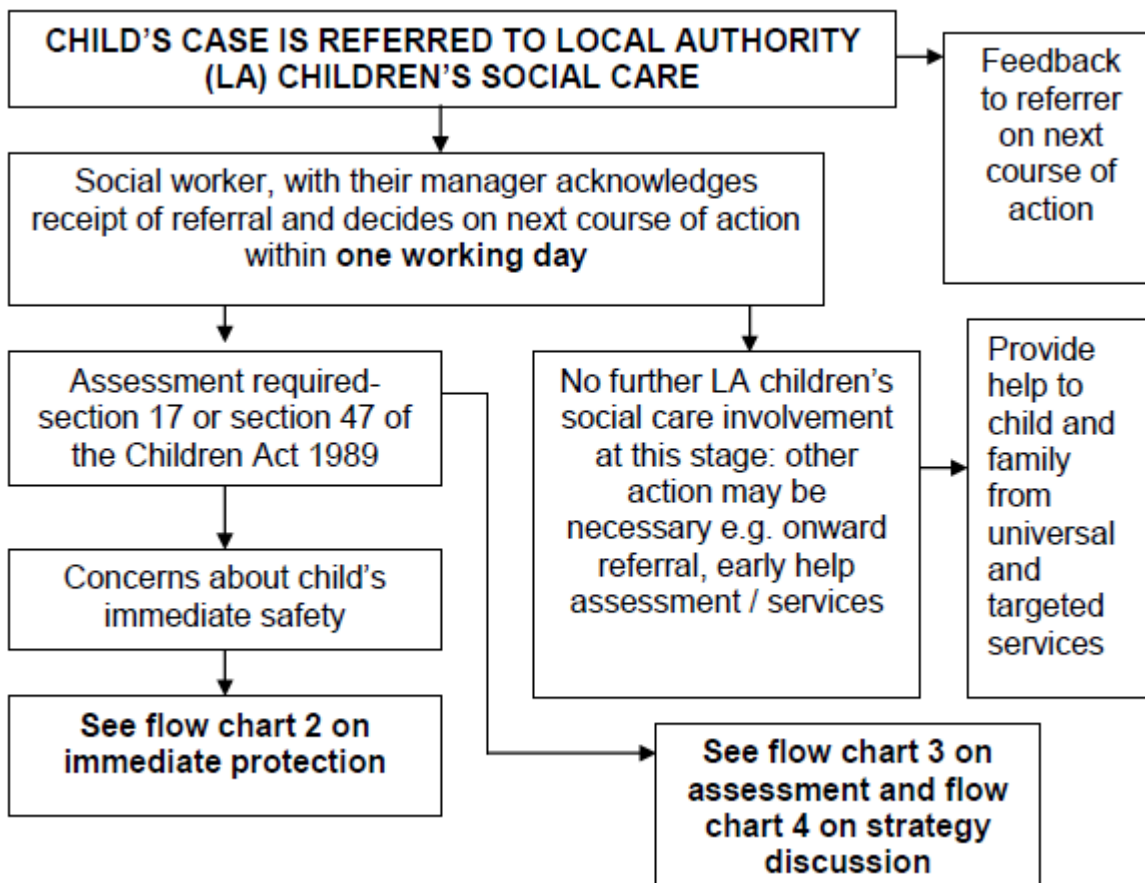 CHILD’S CASE IS REFERRED TO LOCAL AUTHORITY
(LA) CHILDREN’S SOCIAL CARE
Feedback
to referrer
on next
course of
action
Social worker, with their manager acknowledges
receipt of referral and decides on next course of action
within one working day
Assessment required-
section 17 or section 47 of
the Children Act 1989
No further LA children’s
social care involvement
at this stage: other
action may be
necessary e.g. onward
referral, early help
assessment / services
Provide
help to
child and
family
from
universal
and
targeted
services
Concerns about child’s
immediate safety
See flow chart 2 on
immediate protection
See flow chart 3 on
assessment and flow
chart 4 on strategy
discussion